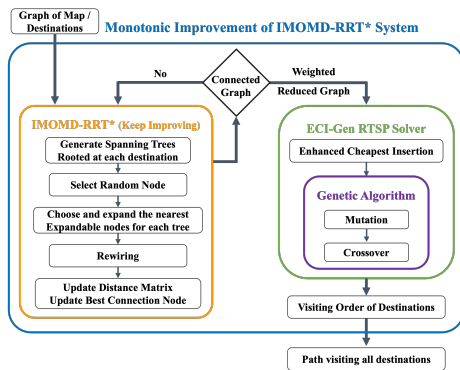 Graph of Map /
Destinations
Monotonic Improvement of IMOMD-RRT* System
No
Connected
Graph
Weighted
Reduced Graph
IMOMD-RRT* (Keep Improving)
Generate Spanning Trees
Rooted at each destination
Select Random Node
Choose and expand the nearest
Expandable nodes for each tree
Rewiring
Update Distance Matrix
Update Best Connection Node
ECI-Gen RTSP Solver
Enhanced Cheapest Insertion
Genetic Algorithm
Mutation
Crossover
Visiting Order of Destinations
Path visiting all destinations